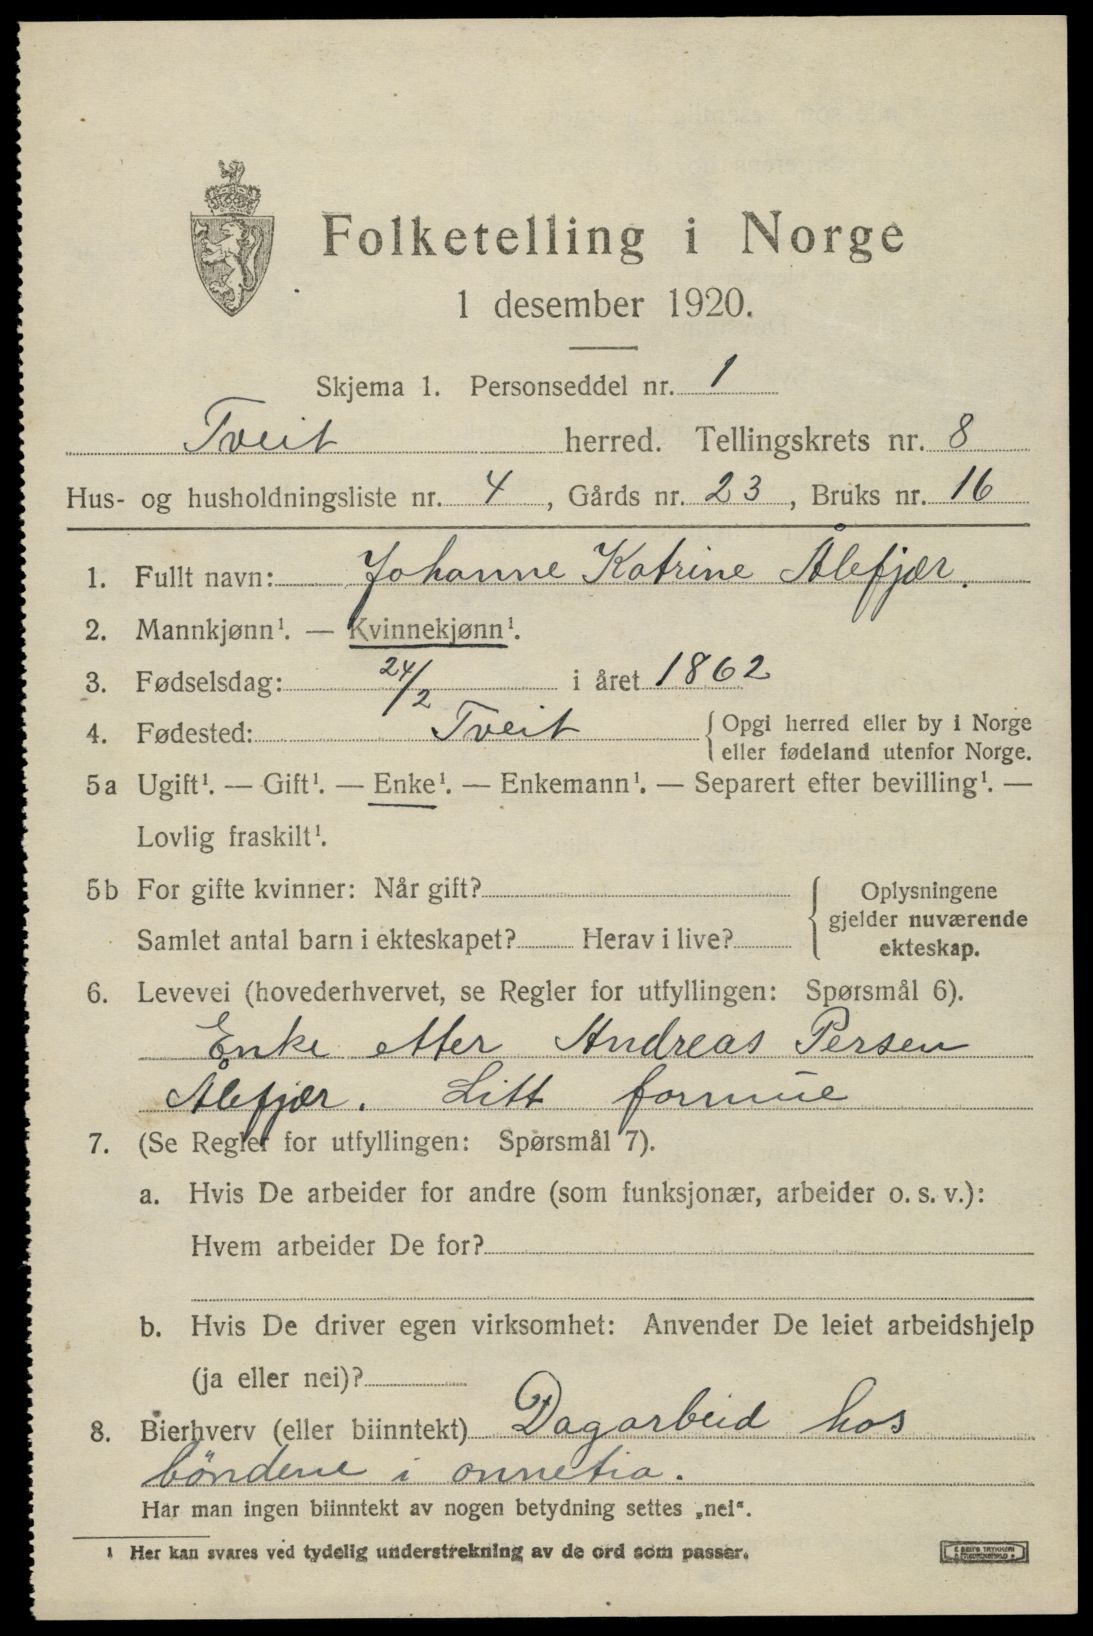 Folketelling i Norge
1 desember 1920.
Skjema 1. Personseddel nr. 1
Tveit herred. Tellingskrets nr. 8
Hus- og husholdningsliste nr. 4, Gårds nr. 23, Bruks nr. 16
1. Fullt navn: Johanne Katrine Ålefjær.
2. Mannkjønn¹. — Kvinnekjønn¹.
3. Fødselsdag: 24/2 i året 1862
4. Fødested: Tveit { Opgi herred eller by i Norge
eller fødeland utenfor Norge.
5a Ugift¹. — Gift¹. — Enke¹. — Enkemann¹. — Separert efter bevilling¹. —
Lovlig fraskilt¹.
5b For gifte kvinner: Når gift?
Samlet antal barn i ekteskapet? Herav i live?
Oplysningene
gjelder nuværende
ekteskap.
6. Levevei (hovederhvervet, se Regler for utfyllingen: Spørsmål 6).
Enke etter Andreas Persen
Ålefjær. Litt formue
7. (Se Regler for utfyllingen: Spørsmål 7).
a. Hvis De arbeider for andre (som funksjonær, arbeider o. s. v.):
Hvem arbeider De for?
b. Hvis De driver egen virksomhet: Anvender De leiet arbeidshjelp
(ja eller nei)?
8. Bierhverv (eller biinntekt) Dagarbeid hos
böndene i onnetia.
Har man ingen biinntekt av nogen betydning settes „nei“.
¹ Her kan svares ved tydelig understrekning av de ord som passer.